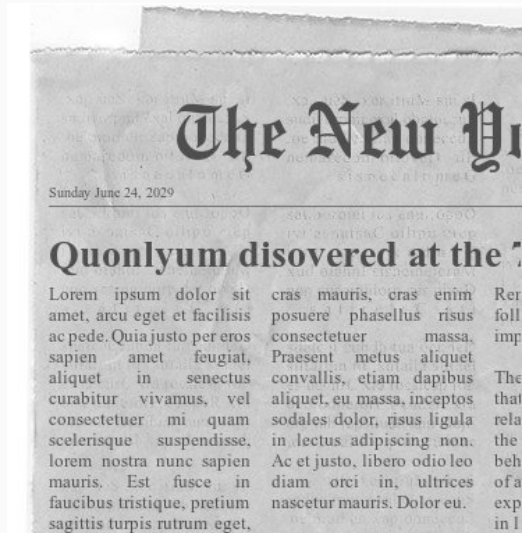 The New Yo
Sunday June 24, 2029
Quonlyum disovered at the
Lorem ipsum dolor sit
amet, arcu eget et facilisis
ac pede. Quia justo per eros
sapien amet feugiat,
aliquet in senectus
curabitur vivamus, vel
consectetuer mi quam
scelerisque suspendisse,
lorem nostra nunc sapien
mauris. Est fusce in
faucibus tristique, pretium
sagittis turpis rutrum eget,
cras mauris, cras enim
posuere phasellus risus
consectetuer massa.
Praesent metus aliquet
convallis, etiam dapibus
aliquet, eu massa, inceptos
sodales dolor, risus ligula
in lectus adipiscing non.
Ac et justo, libero odio leo
diam orci in, ultrices
nascetur mauris. Dolor eu.
Rem
foll
imp
The
that
rela
the
beh
of a
exp
in l